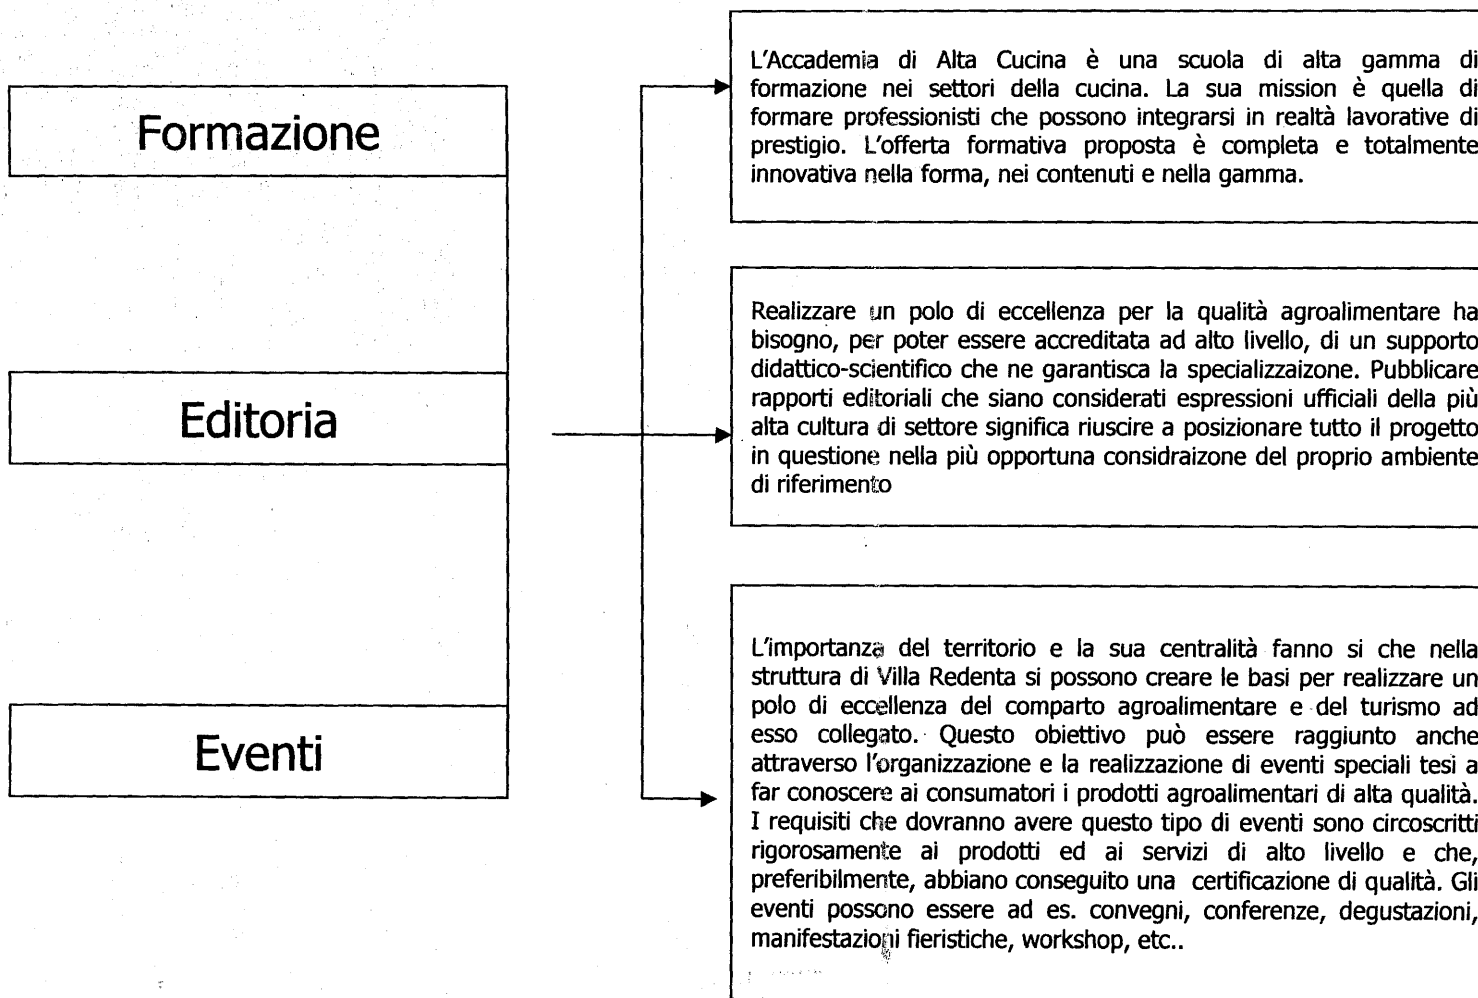 Formazione
L'Accademia di Alta Cucina è una scuola di alta gamma di
formazione nei settori della cucina. La sua mission è quella di
formare professionisti che possono integrarsi in realtà lavorative di
prestigio. L'offerta formativa proposta è completa e totalmente
innovativa nella forma, nei contenuti e nella gamma.
Editoria
Realizzare un polo di eccellenza per la qualità agroalimentare ha
bisogno, per poter essere accreditata ad alto livello, di un supporto
didattico-scientifico che ne garantisca la specializzaizone. Pubblicare
rapporti editoriali che siano considerati espressioni ufficiali della più
alta cultura di settore significa riuscire a posizionare tutto il progetto
in questione nella più opportuna considraizone del proprio ambiente
di riferimento
Eventi
L'importanza del territorio e la sua centralità fanno si che nella
struttura di Villa Redenta si possono creare le basi per realizzare un
polo di eccellenza del comparto agroalimentare e del turismo ad
esso collegato. Questo obiettivo può essere raggiunto anche
attraverso l'organizzazione e la realizzazione di eventi speciali tesi a
far conoscere ai consumatori i prodotti agroalimentari di alta qualità.
I requisiti che dovranno avere questo tipo di eventi sono circoscritti
rigorosamente ai prodotti ed ai servizi di alto livello e che,
preferibilmente, abbiano conseguito una certificazione di qualità. Gli
eventi possono essere ad es. convegni, conferenze, degustazioni,
manifestazioni fieristiche, workshop, etc..